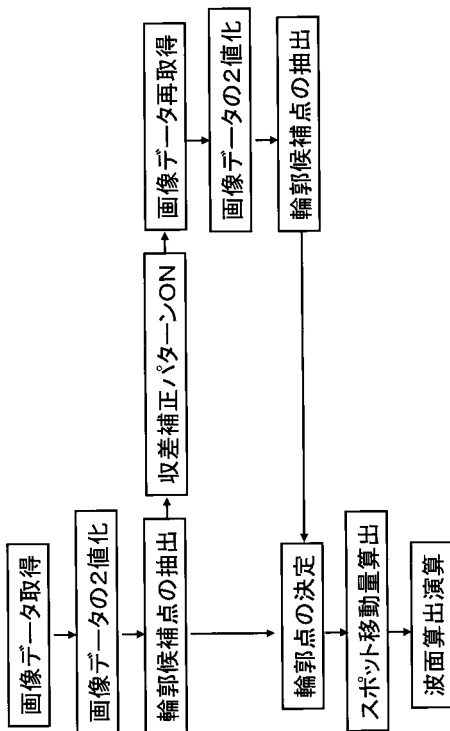 画像データ取得
画像データの2値化
輪郭候補点の抽出
収差補正パターンON
画像データ再取得
画像データの2値化
輪郭候補点の抽出
輪郭点の決定
スポット移動量算出
波面算出演算